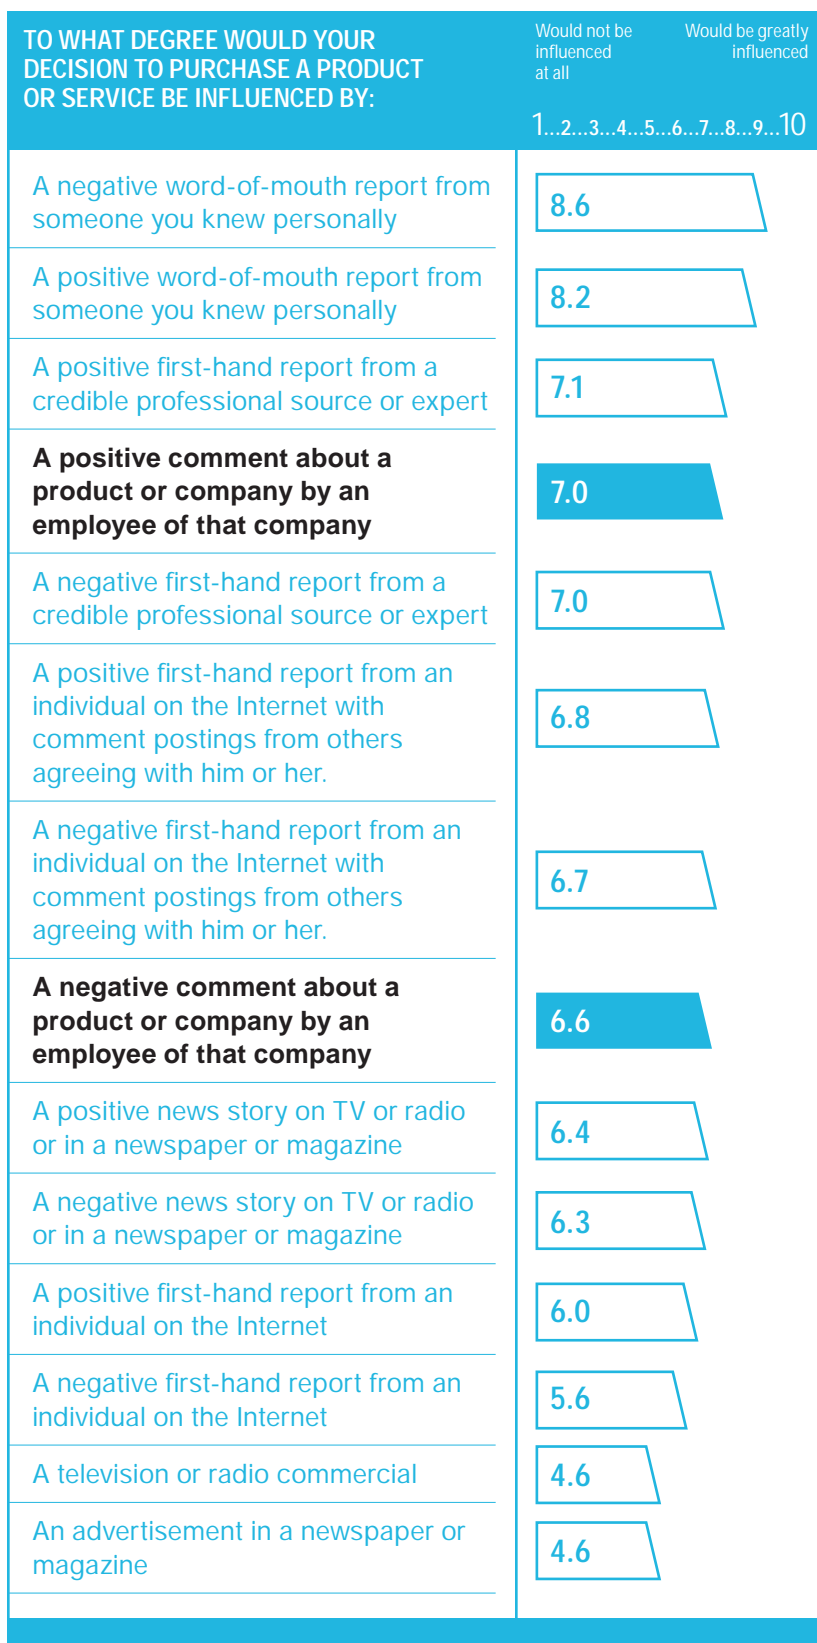 TO WHAT DEGREE WOULD YOUR
DECISION TO PURCHASE A PRODUCT
OR SERVICE BE INFLUENCED BY:
Would not be
influenced
at all
Would be greatly
influenced
1...2...3...4...5...6...7...8...9...10
A negative word-of-mouth report from
someone you knew personally
8.6
A positive word-of-mouth report from
someone you knew personally
8.2
A positive first-hand report from a
credible professional source or expert
7.1
A positive comment about a
product or company by an
employee of that company
7.0
A negative first-hand report from a
credible professional source or expert
7.0
A positive first-hand report from an
individual on the Internet with
comment postings from others
agreeing with him or her.
6.8
A negative first-hand report from an
individual on the Internet with
comment postings from others
agreeing with him or her.
6.7
A negative comment about a
product or company by an
employee of that company
6.6
A positive news story on TV or radio
or in a newspaper or magazine
6.4
A negative news story on TV or radio
or in a newspaper or magazine
6.3
A positive first-hand report from an
individual on the Internet
6.0
A negative first-hand report from an
individual on the Internet
5.6
A television or radio commercial
4.6
An advertisement in a newspaper or
magazine
4.6